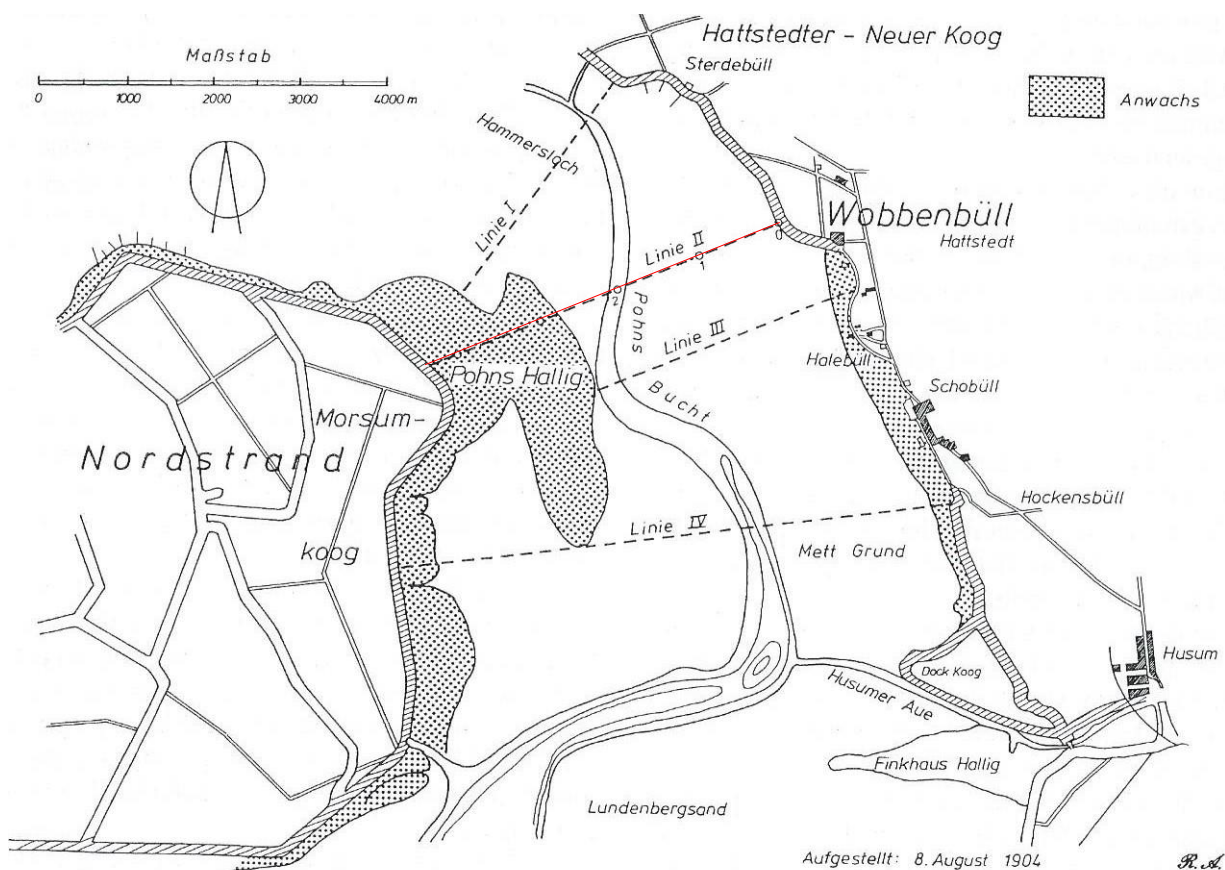 Hattstedter - Neuer Koog
Maßstab
0 1000 2000 3000 4000 m
Sterdebüll
Anwachs
Hammersloch
Linie I
Wobbenbüll
Hattstedt
Linie II
0
1
2
Pohns
Linie III
Halebüll
Pohns Hallig
Bucht
Schobüll
Morsum-
Nordstrand
koog
Hockensbüll
Linie IV
Mett Grund
Husum
Dock Koog
Husumer Aue
Finkhaus Hallig
Lundenbergsand
Aufgestellt: 8. August 1904
R. A.